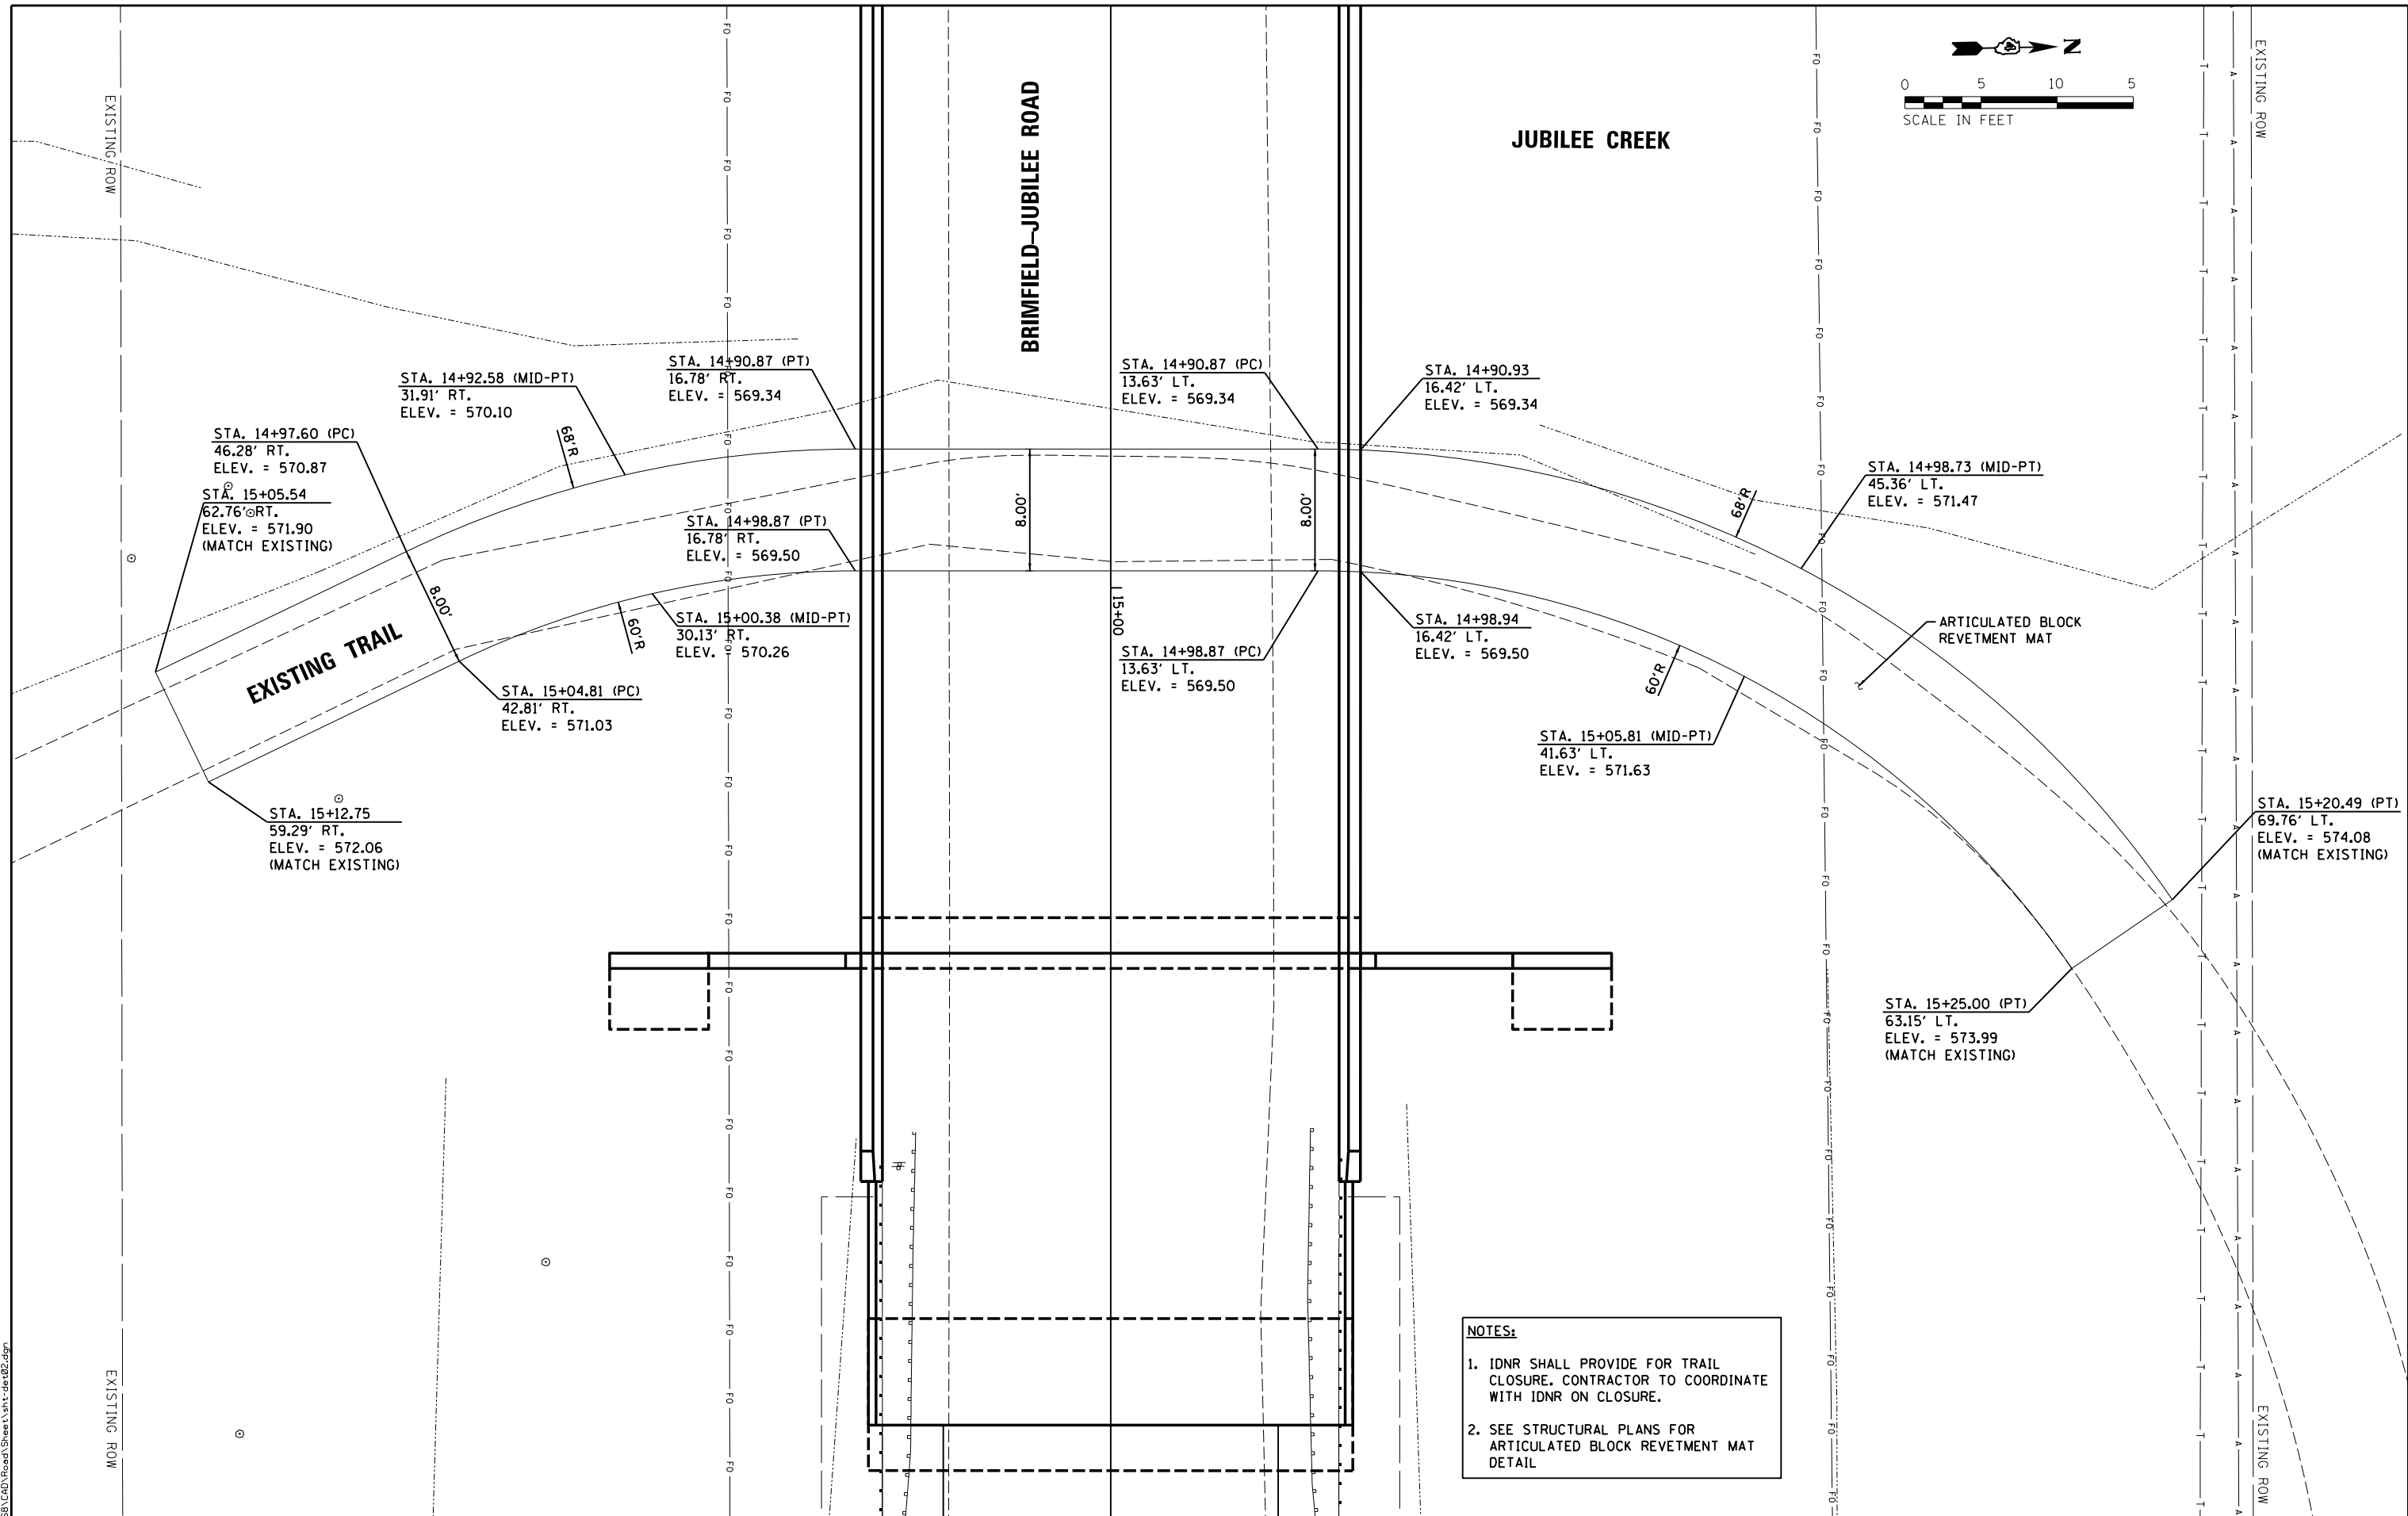 N
0 5 10 5
SCALE IN FEET
EXISTING ROW
EXISTING ROW
BRIMFIELD-JUBILEE ROAD
JUBILEE CREEK
STA. 14+90.87 (PT)
16.78' RT.
ELEV. = 569.34
STA. 14+90.87 (PC)
13.63' LT.
ELEV. = 569.34
STA. 14+90.93
16.42' LT.
ELEV. = 569.34
STA. 14+92.58 (MID-PT)
31.91' RT.
ELEV. = 570.10
STA. 14+97.60 (PC)
46.28' RT.
ELEV. = 570.87
68'R
STA. 15+05.54
62.76' RT.
ELEV. = 571.90
(MATCH EXISTING)
STA. 14+98.73 (MID-PT)
45.36' LT.
ELEV. = 571.47
68'R
8.00'
8.00'
STA. 14+98.87 (PT)
16.78' RT.
ELEV. = 569.50
8.00'
15+00
STA. 15+00.38 (MID-PT)
30.13' RT.
ELEV. = 570.26
60'R
STA. 14+98.94
16.42' LT.
ELEV. = 569.50
STA. 14+98.87 (PC)
13.63' LT.
ELEV. = 569.50
ARTICULATED BLOCK
REVETMENT MAT
EXISTING TRAIL
60'R
STA. 15+04.81 (PC)
42.81' RT.
ELEV. = 571.03
STA. 15+05.81 (MID-PT)
41.63' LT.
ELEV. = 571.63
STA. 15+12.75
59.29' RT.
ELEV. = 572.06
(MATCH EXISTING)
STA. 15+20.49 (PT)
69.76' LT.
ELEV. = 574.08
(MATCH EXISTING)
STA. 15+25.00 (PT)
63.15' LT.
ELEV. = 573.99
(MATCH EXISTING)
NOTES:
1. IDNR SHALL PROVIDE FOR TRAIL
CLOSURE. CONTRACTOR TO COORDINATE
WITH IDNR ON CLOSURE.
2. SEE STRUCTURAL PLANS FOR
ARTICULATED BLOCK REVETMENT MAT
DETAIL
EXISTING ROW
EXISTING ROW